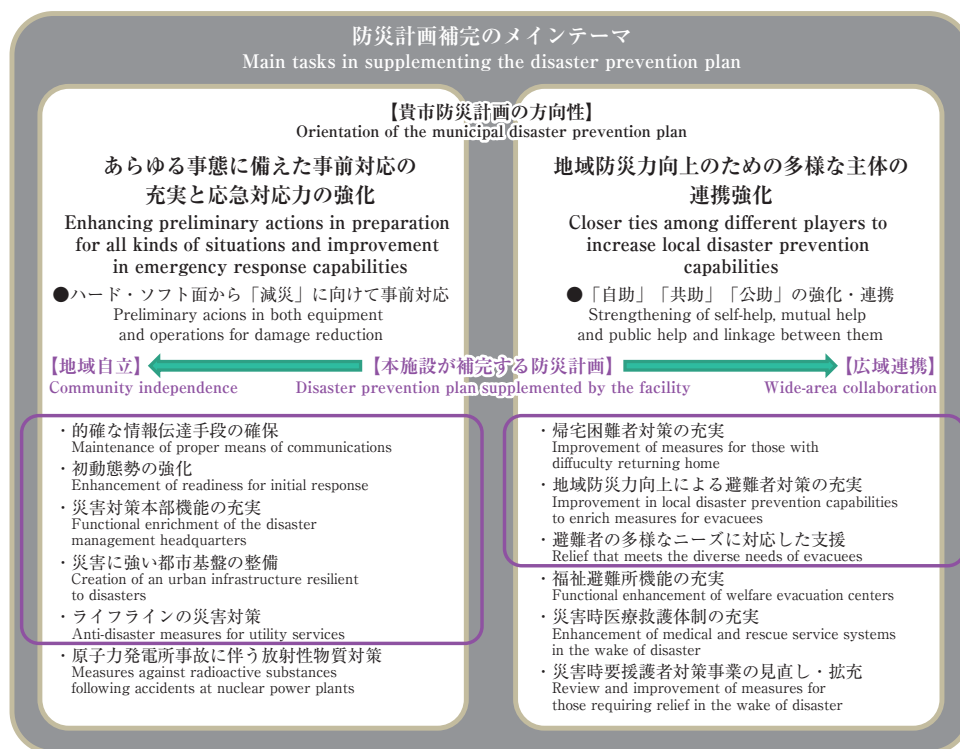 防災計画補完のメインテーマ
Main tasks in supplementing the disaster prevention plan
【貴市防災計画の方向性】
Orientation of the municipal disaster prevention plan
あらゆる事態に備えた事前対応の
充実と応急対応力の強化
Enhancing preliminary actions in preparation
for all kinds of situations and improvement
in emergency response capabilities
●ハード・ソフト面から「減災」に向けて事前対応
Preliminary acions in both equipment
and operations for damage reduction
地域防災力向上のための多様な主体の
連携強化
Closer ties among different players to
increase local disaster prevention
capabilities
●「自助」「共助」「公助」の強化・連携
Strengthening of self-help, mutual help
and public help and linkage between them
【地域自立】
Community independence
【本施設が補完する防災計画】
Disaster prevention plan supplemented by the facility
【広域連携】
Wide-area collaboration
・的確な情報伝達手段の確保
Maintenance of proper means of communications
・初動態勢の強化
Enhancement of readiness for initial response
・災害対策本部機能の充実
Functional enrichment of the disaster
management headquarters
・災害に強い都市基盤の整備
Creation of an urban infrastructure resilient
to disasters
・ライフラインの災害対策
Anti-disaster measures for utility services
・原子力発電所事故に伴う放射性物質対策
Measures against radioactive substances
following accidents at nuclear power plants
・帰宅困難者対策の充実
Improvement of measures for those with
diffuculty returning home
・地域防災力向上による避難者対策の充実
Improvement in local disaster prevention capabilities
to enrich measures for evacuees
・避難者の多様なニーズに対応した支援
Relief that meets the diverse needs of evacuees
・福祉避難所機能の充実
Functional enhancement of welfare evacuation centers
・災害時医療救護体制の充実
Enhancement of medical and rescue service systems
in the wake of disaster
・災害時要援護者対策事業の見直し・拡充
Review and improvement of measures for
those requiring relief in the wake of disaster